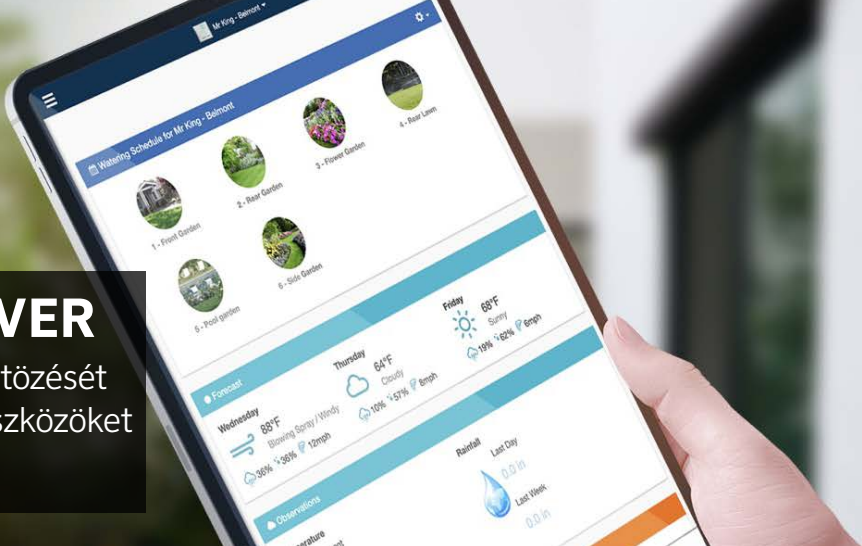 Mr King - Belmont
Watering Schedule for Mr King - Belmont
1 - Front Garden
2 - Rear Garden
3 - Flower Garden
4 - Rear Lawn
5 - Pool garden
6 - Side Garden
Forecast
Wednesday
88°F
Blowing Spray / Windy
36% 36% 12mph
Thursday
64°F
Cloudy
10% 57% 8mph
Friday
68°F
Sunny
19% 62% 6mph
Observations
Rainfall
Last Day
0.0 in
Last Week
0.0 in
VER
tözését
szközöket